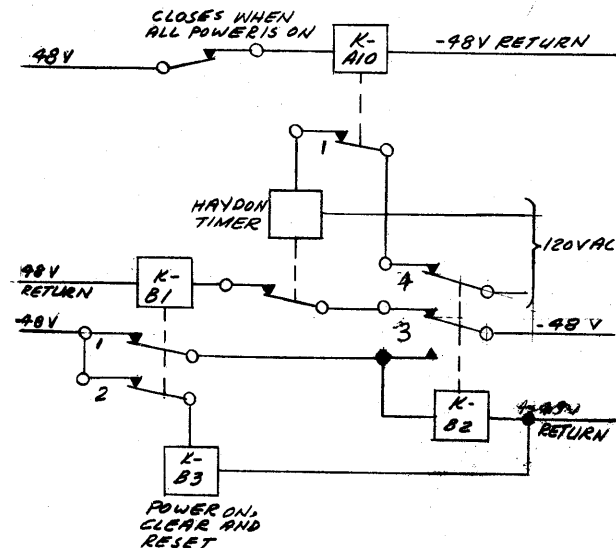 CLOSES WHEN
ALL POWER IS ON
48V
K-
A10
-48V RETURN
1
HAYDON
TIMER
120VAC
4
48V
RETURN
K-
B1
3
-48V
-48V
1
2
K-
B2
RETURN
K-
B3
POWER ON,
CLEAR AND
RESET